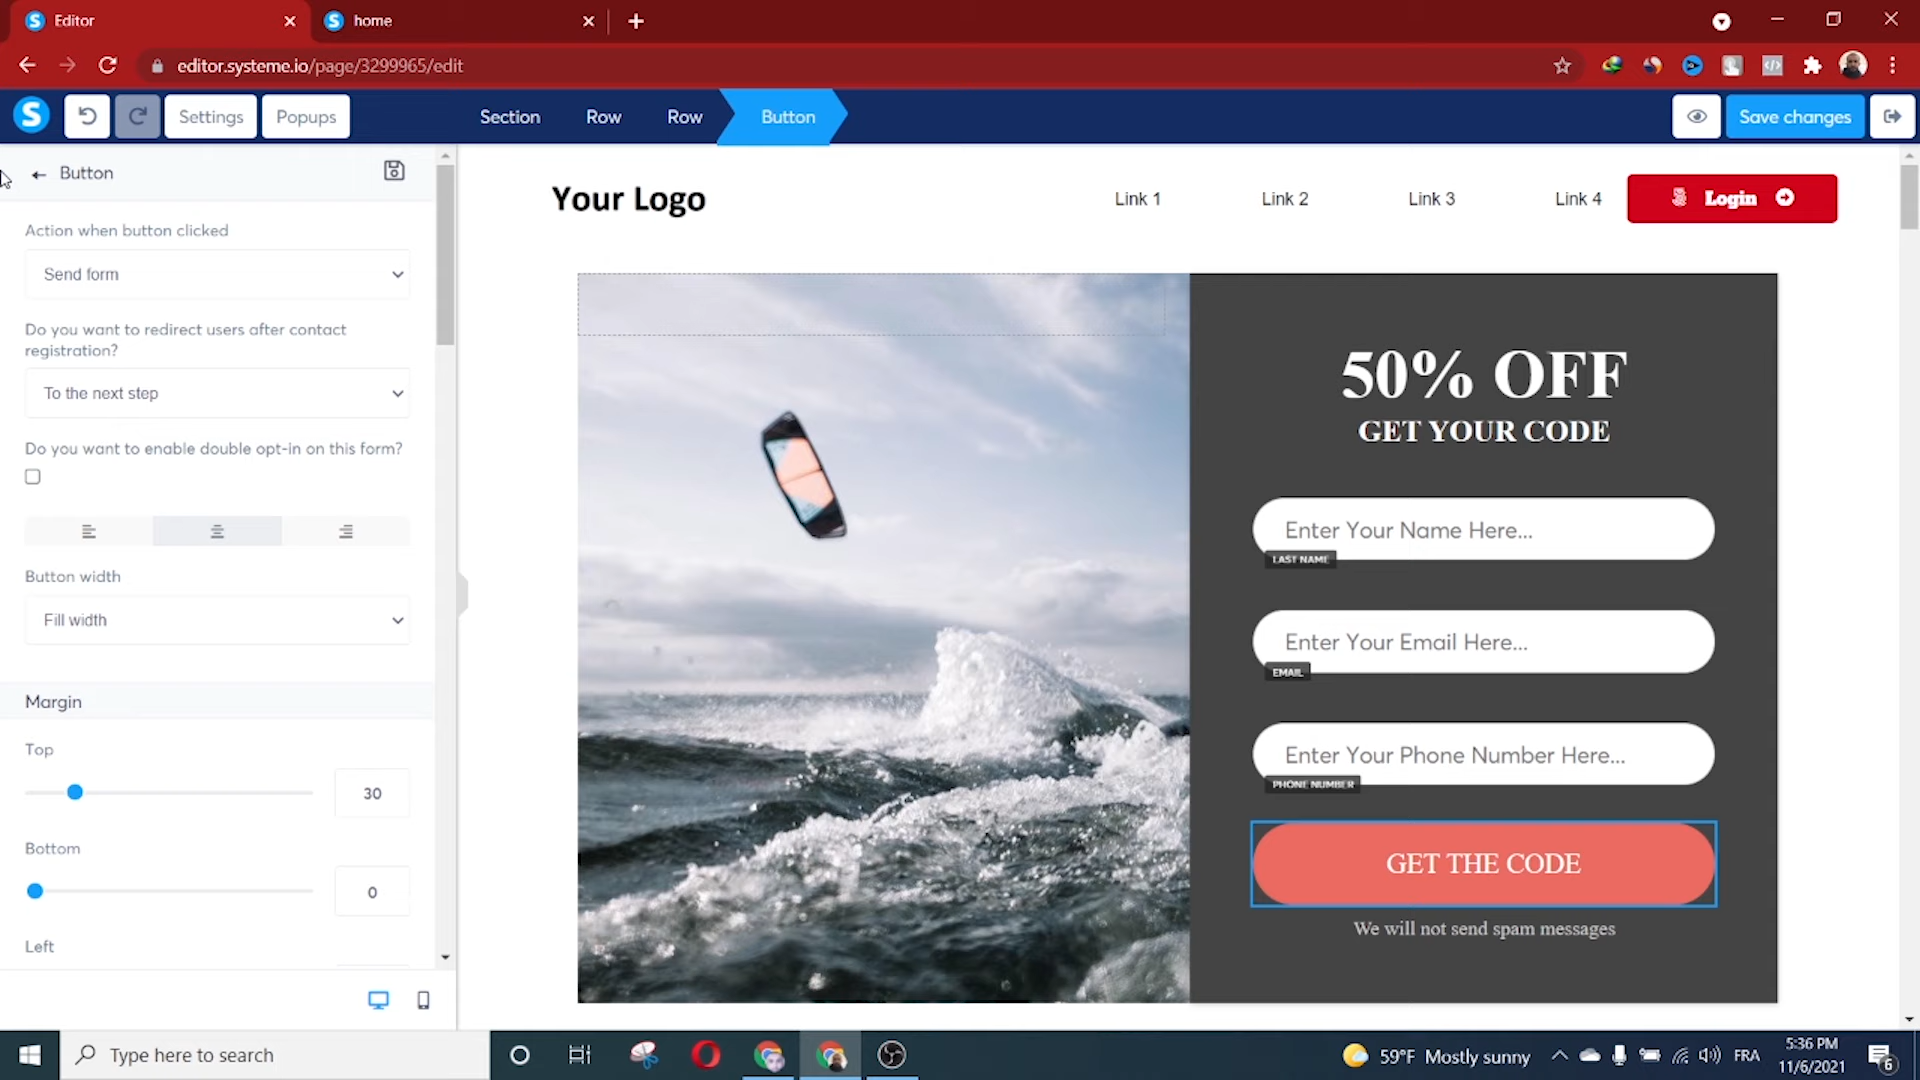 Editor
home
editor.systeme.io/page/3299965/edit
S
Settings
Popups
Section
Row
Row
Button
Save changes
Button
Action when button clicked
Send form
Do you want to redirect users after contact
registration?
To the next step
Do you want to enable double opt-in on this form?
Button width
Fill width
Margin
Top
30
Bottom
0
Left
Your Logo
Link 1
Link 2
Link 3
Link 4
Login
50% OFF
GET YOUR CODE
Enter Your Name Here...
LAST NAME
Enter Your Email Here...
EMAIL
Enter Your Phone Number Here...
PHONE NUMBER
GET THE CODE
We will not send spam messages
Type here to search
59°F Mostly sunny
FRA
5:36 PM
11/6/2021
6